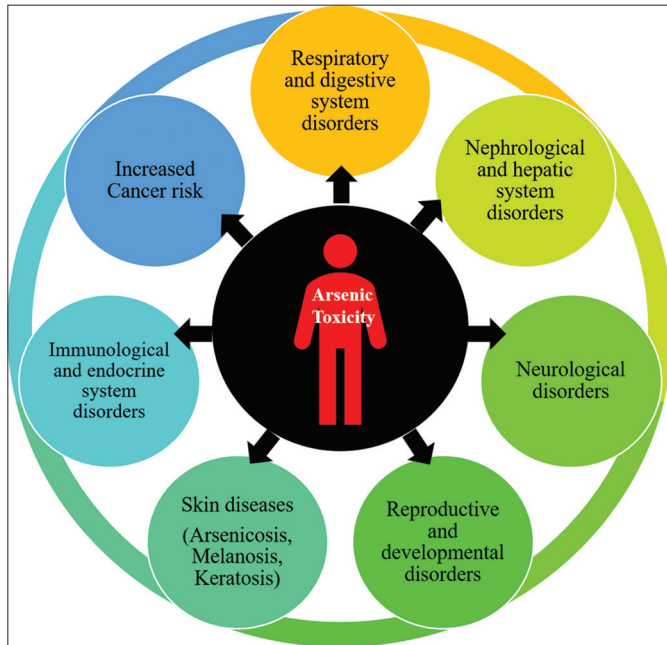 Respiratory
and digestive
system
disorders
Nephrological
and hepatic
system
disorders
Neurological
disorders
Reproductive
and
developmental
disorders
Skin diseases
(Arsenicosis,
Melanosis,
Keratosis)
Immunological
and endocrine
system
disorders
Increased
Cancer risk
Arsenic
Toxicity